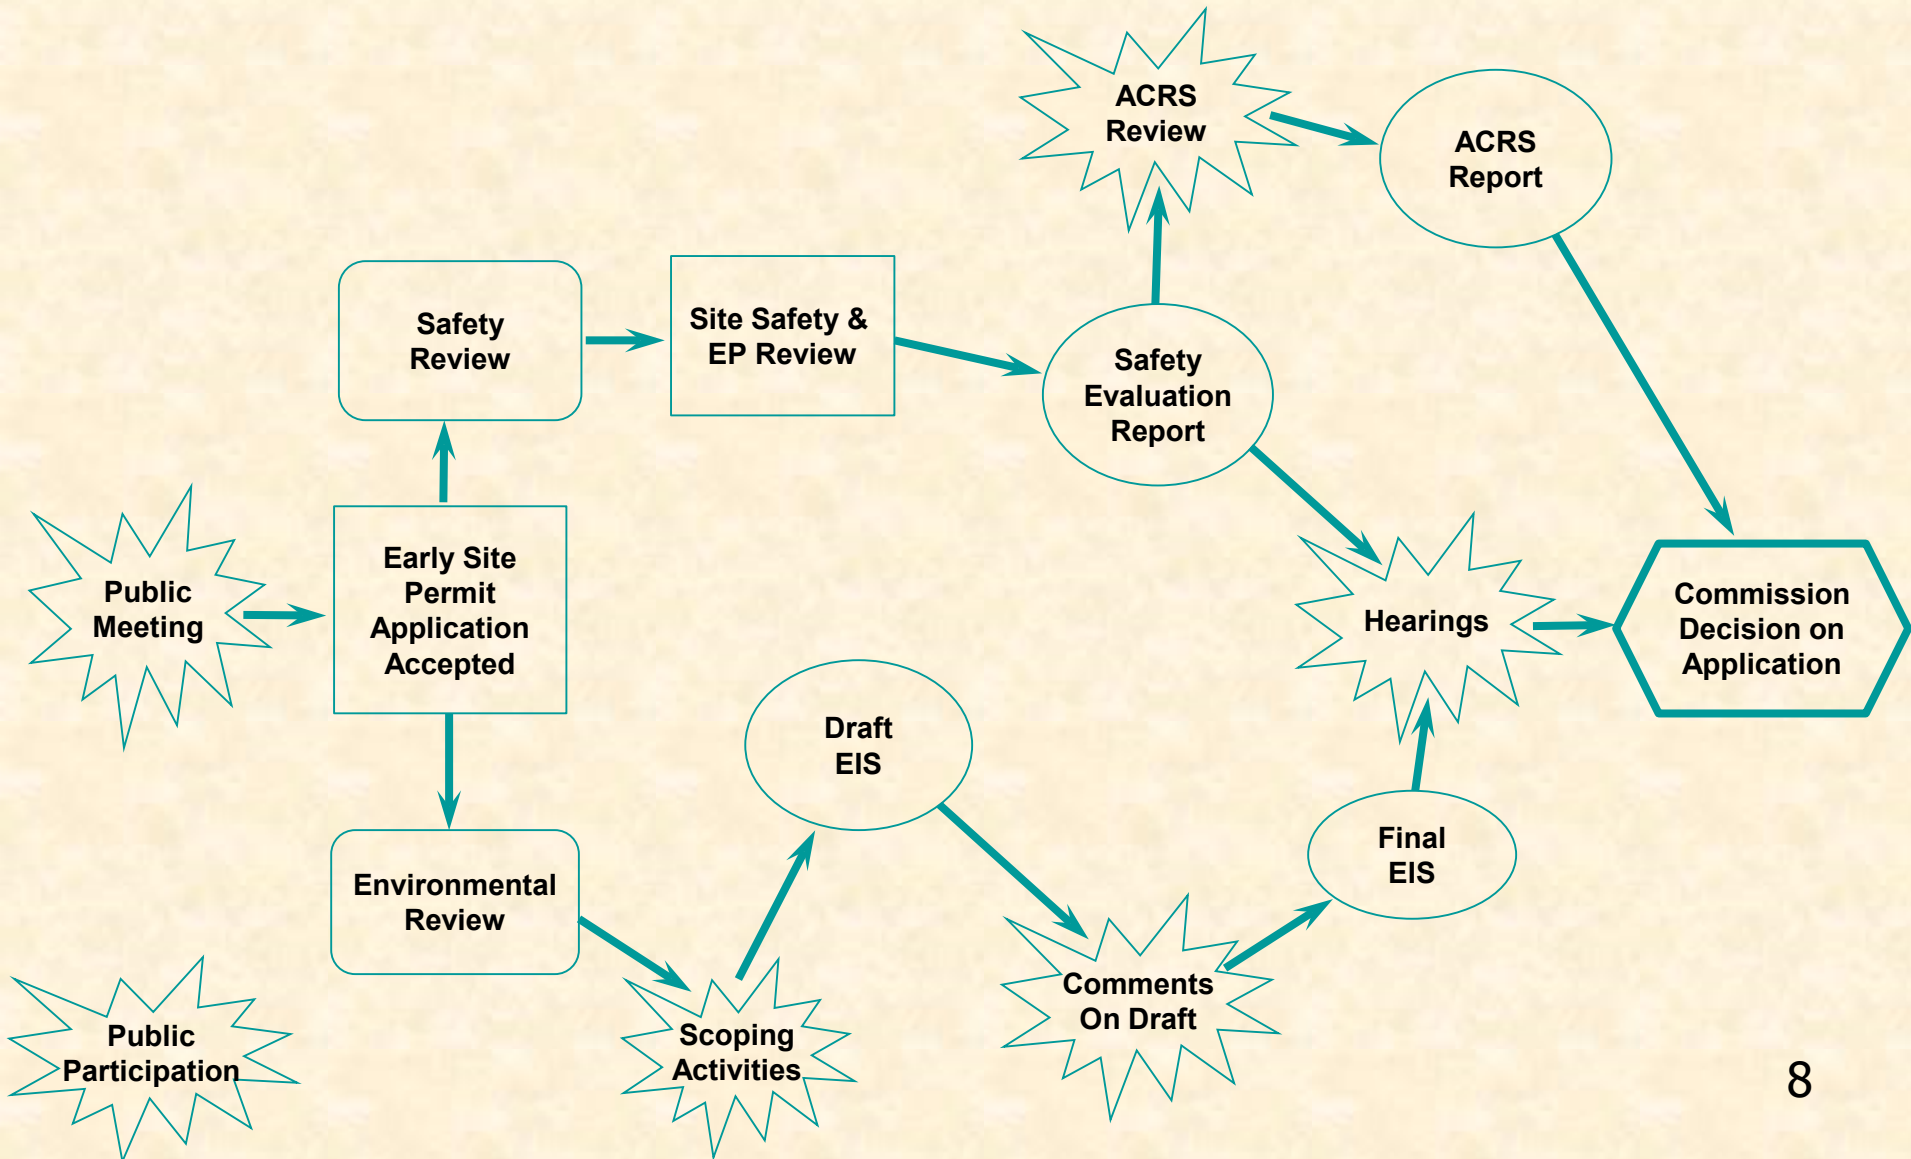 ACRS
Review
ACRS
Report
Safety
Review
Site Safety &
EP Review
Safety
Evaluation
Report
Public
Meeting
Early Site
Permit
Application
Accepted
Hearings
Commission
Decision on
Application
Draft
EIS
Final
EIS
Environmental
Review
Comments
On Draft
Public
Participation
Scoping
Activities
8